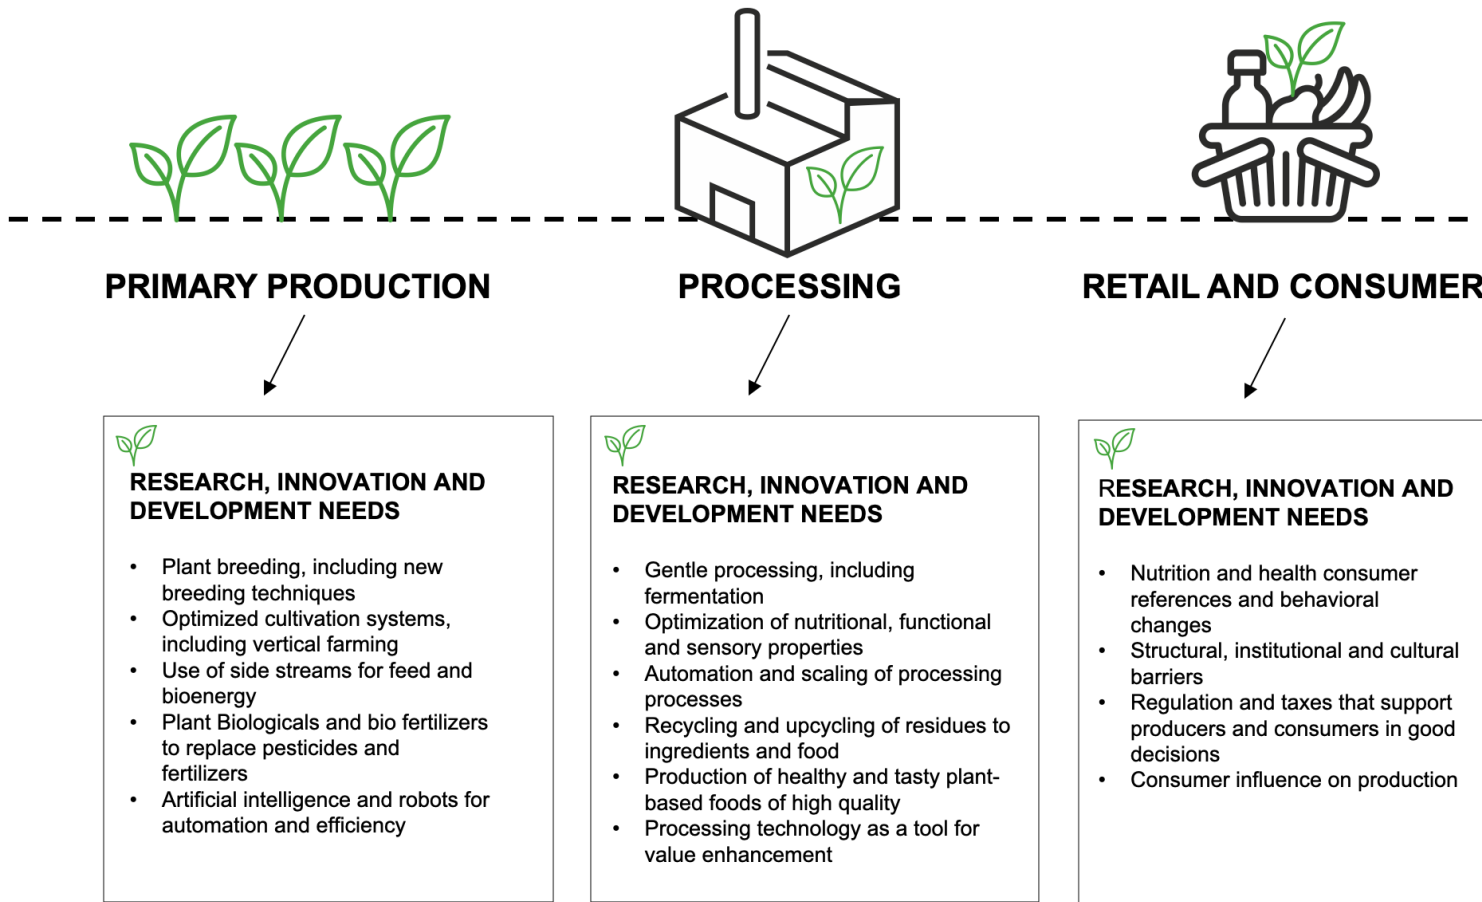 PRIMARY PRODUCTION
PROCESSING
RETAIL AND CONSUMER
RESEARCH, INNOVATION AND
DEVELOPMENT NEEDS
• Plant breeding, including new
breeding techniques
• Optimized cultivation systems,
including vertical farming
• Use of side streams for feed and
bioenergy
• Plant Biologicals and bio fertilizers
to replace pesticides and
fertilizers
• Artificial intelligence and robots for
automation and efficiency
RESEARCH, INNOVATION AND
DEVELOPMENT NEEDS
• Gentle processing, including
fermentation
• Optimization of nutritional, functional
and sensory properties
• Automation and scaling of processing
processes
• Recycling and upcycling of residues to
ingredients and food
• Production of healthy and tasty plant-
based foods of high quality
• Processing technology as a tool for
value enhancement
RESEARCH, INNOVATION AND
DEVELOPMENT NEEDS
• Nutrition and health consumer
references and behavioral
changes
• Structural, institutional and cultural
barriers
• Regulation and taxes that support
producers and consumers in good
decisions
• Consumer influence on production